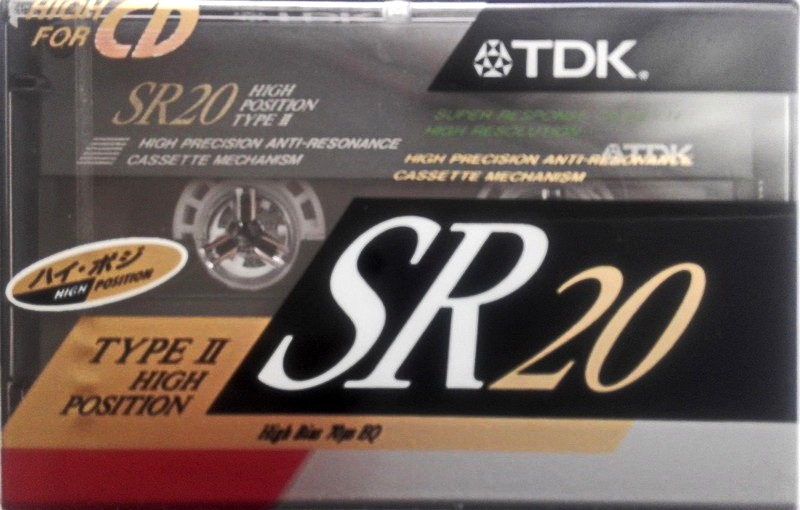 HIGH
FOR CD
TDK
SR20
HIGH
POSITION
TYPE II
HIGH PRECISION ANTI-RESONANCE
CASSETTE MECHANISM
SUPER RESPONSE
HIGH RESOLUTION
TDK
HIGH PRECISION ANTI-RESONANCE
CASSETTE MECHANISM
ハイ・ポジ
HIGH POSITION
SR20
TYPE II
HIGH
POSITION
High Bias 70μs EQ